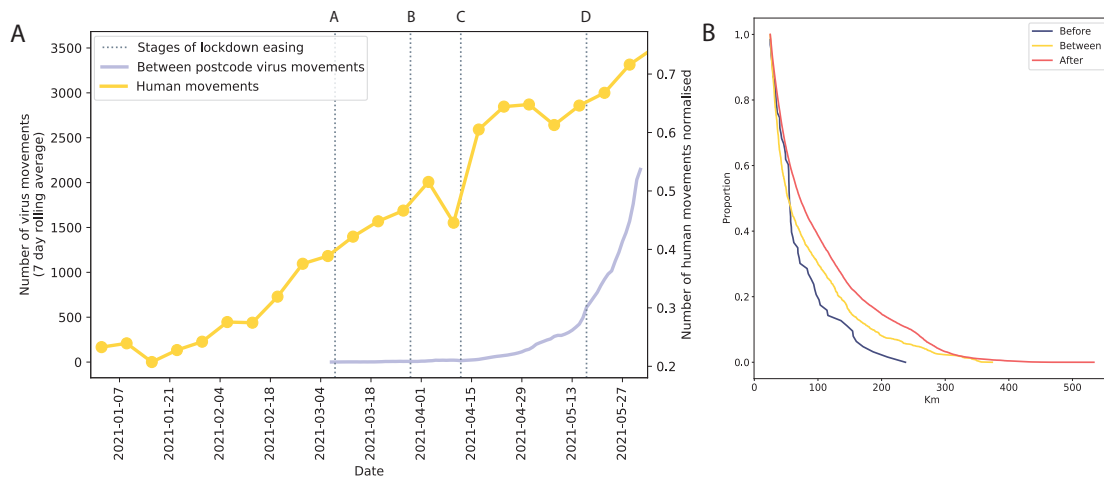 A
A B C D
Stages of lockdown easing
Between postcode virus movements
Human movements
Number of virus movements
(7 day rolling average)
3500
3000
2500
2000
1500
1000
500
0
0.7
0.6
0.5
0.4
0.3
0.2
Number of human movements normalised
2021-01-07
2021-01-21
2021-02-04
2021-02-18
2021-03-04
2021-03-18
2021-04-01
2021-04-15
2021-04-29
2021-05-13
2021-05-27
Date
B
Before
Between
After
Proportion
1.0
0.8
0.6
0.4
0.2
0.0
0 100 200 300 400 500
Km